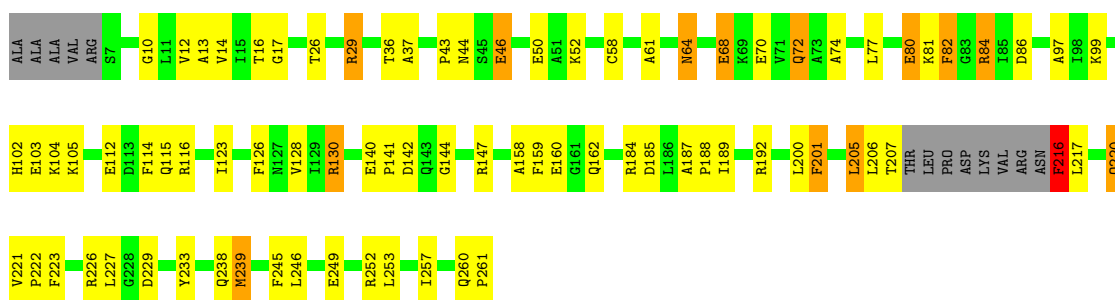 ALA ALA ALA VAL ARG S7 G10 L11 V12 A13 V14 I15 T16 G17 T26 R29 T36 A37 P43 N44 S45 E46 E50 A51 K52 C58 A61 N64 E68 K69 E70 V71 Q72 A73 A74 L77 E80 K81 F82 G83 R84 I85 D86 A97 I98 K99
H102 E103 K104 K105 E112 D113 F114 Q115 R116 I123 F126 N127 V128 I129 R130 E140 P141 D142 Q143 G144 R147 A158 F159 E160 G161 Q162 R184 D185 L186 A187 P188 I189 R192 L200 F201 L205 L206 T207 THR LEU PRO ASP LYS VAL ARG ASN F216 L217 Q220
V221 P222 F223 R226 L227 G228 D229 Y233 Q238 M239 F245 L246 E249 R252 L253 I257 Q260 P261